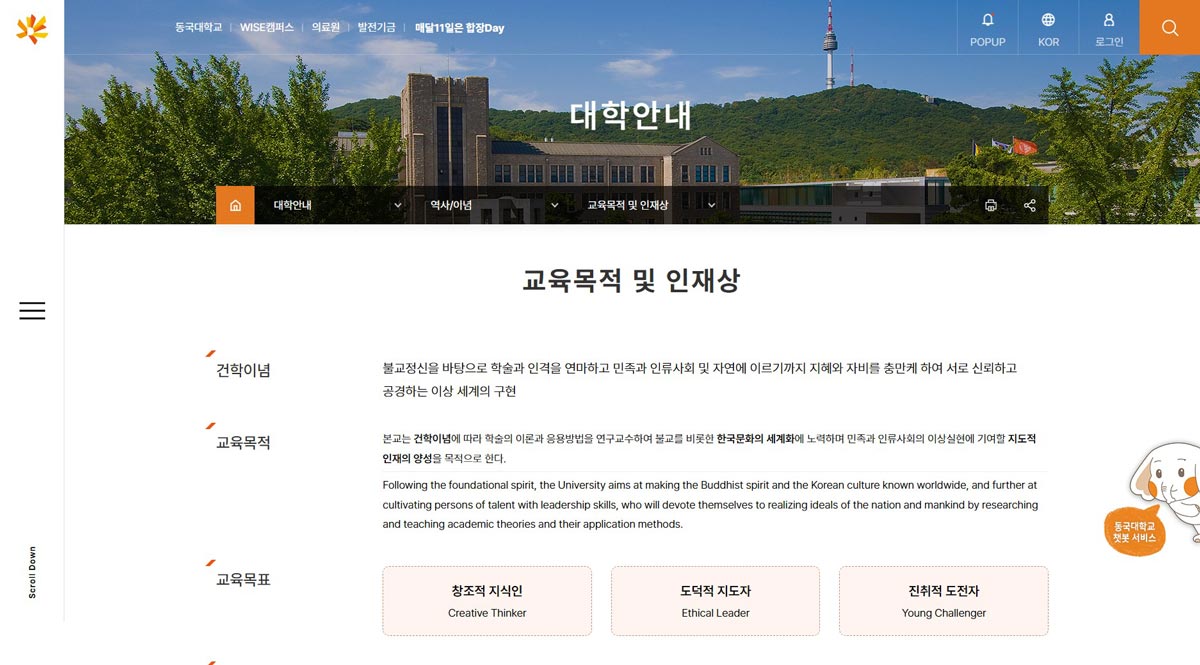 동국대학교 | WISE캠퍼스 | 의료원 | 발전기금 | 매달11일은 합장Day
POPUP
KOR
로그인
대학안내
대학안내
역사/이념
교육목적 및 인재상
교육목적 및 인재상
건학이념
불교정신을 바탕으로 학술과 인격을 연마하고 민족과 인류사회 및 자연에 이르기까지 지혜와 자비를 충만케 하여 서로 신뢰하고
공경하는 이상 세계의 구현
교육목적
본교는 건학이념에 따라 학술의 이론과 응용방법을 연구교수하여 불교를 비롯한 한국문화의 세계화에 노력하며 민족과 인류사회의 이상실현에 기여할 지도적
인재의 양성을 목적으로 한다.
Following the foundational spirit, the University aims at making the Buddhist spirit and the Korean culture known worldwide, and further at
cultivating persons of talent with leadership skills, who will devote themselves to realizing ideals of the nation and mankind by researching
and teaching academic theories and their application methods.
동국대학교
챗봇 서비스
Scroll Down
교육목표
창조적 지식인
Creative Thinker
도덕적 지도자
Ethical Leader
진취적 도전자
Young Challenger